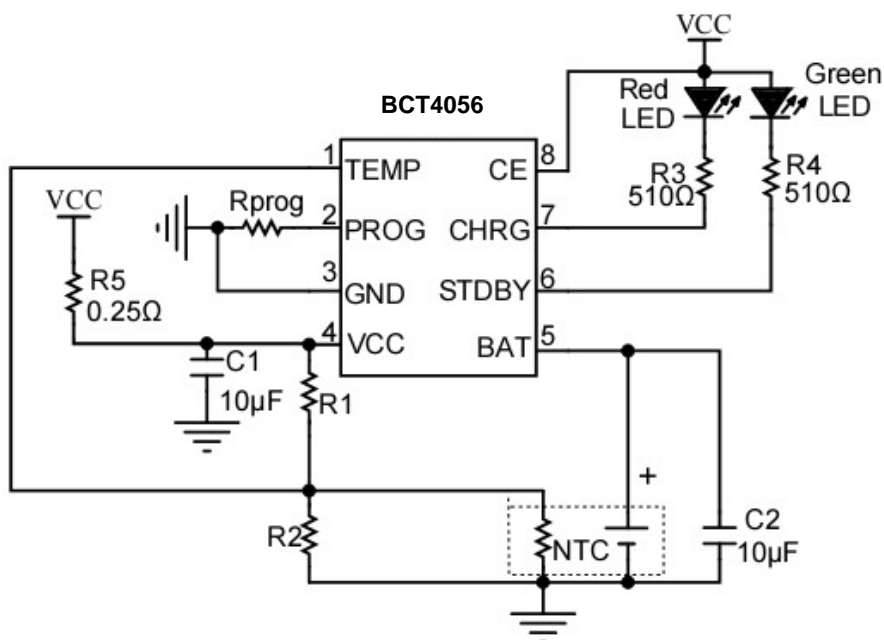 VCC
Red
LED
Green
LED
BCT4056
1
TEMP
CE
8
R3
510Ω
R4
510Ω
VCC
Rprog
2
PROG
CHRG
7
R5
0.25Ω
3
GND
STDBY
6
4
VCC
BAT
5
C1
10µF
R1
+
R2
NTC
C2
10µF